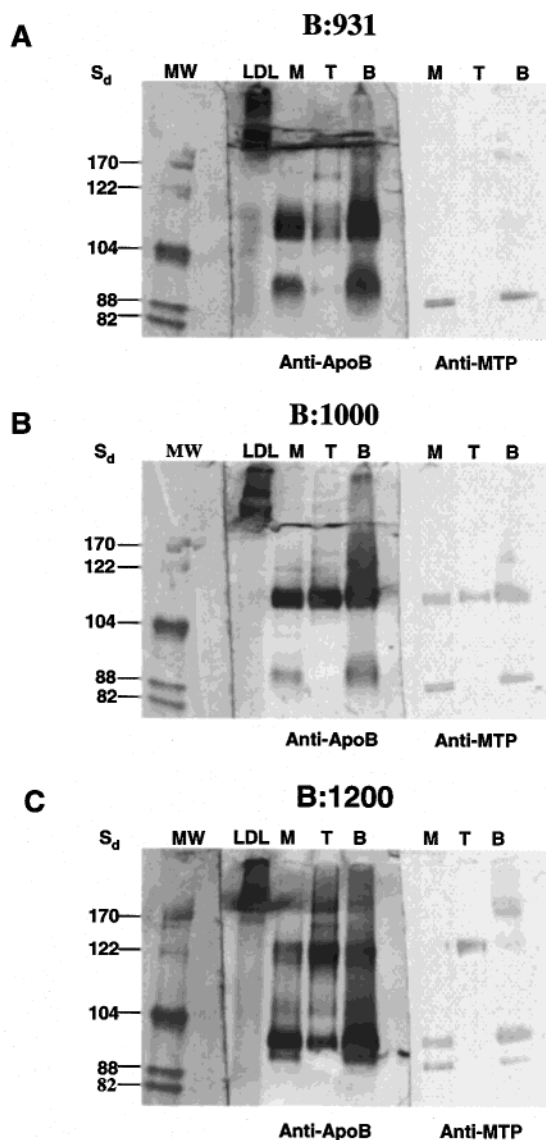 A
B:931
Sd MW LDL M T B M T B
170
122
104
88
82
Anti-ApoB Anti-MTP
B
B:1000
Sd MW LDL M T B M T B
170
122
104
88
82
Anti-ApoB Anti-MTP
C
B:1200
Sd MW LDL M T B M T B
170
122
104
88
82
Anti-ApoB Anti-MTP